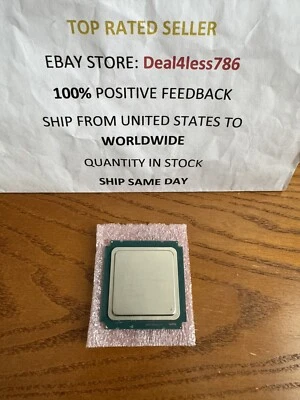 TOP RATED SELLER
EBAY STORE: Deal4less786
100% POSITIVE FEEDBACK
SHIP FROM UNITED STATES TO
WORLDWIDE
QUANTITY IN STOCK
SHIP SAME DAY